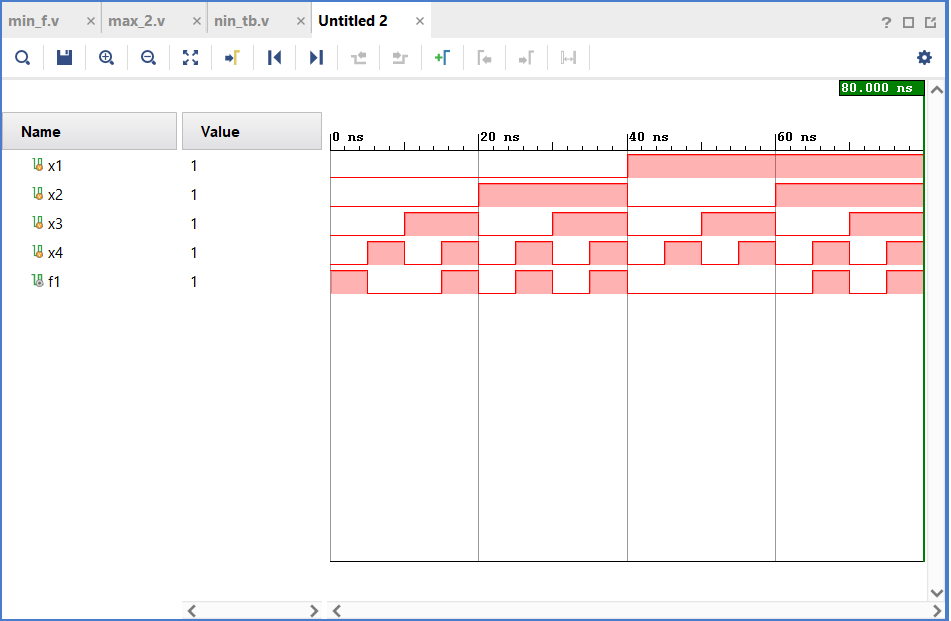 min_f.v × max_2.v × nin_tb.v × Untitled 2 × ?
80.000 ns
Name Value
0 ns 20 ns 40 ns 60 ns
x1 1
x2 1
x3 1
x4 1
f1 1